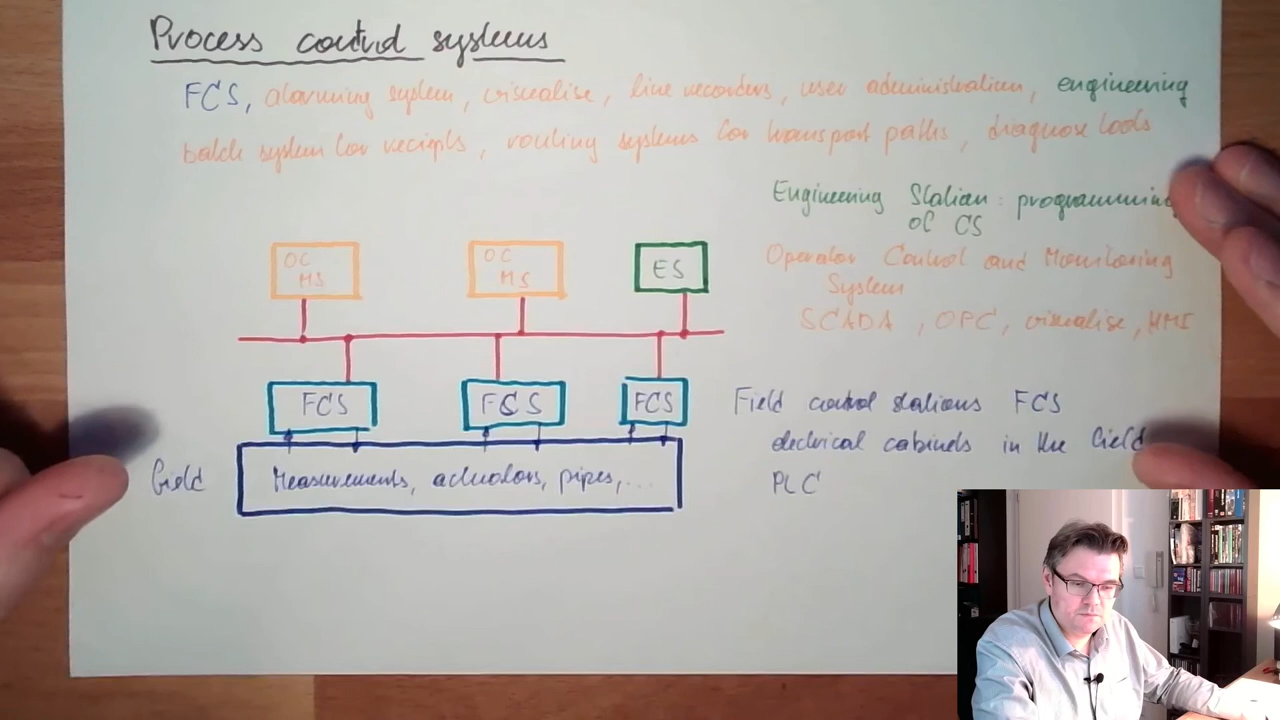 Process control systems
FCS, alarming system, visualise, line recorders, user administration, engineering
batch system for reciepts, routing systems for transport paths, diagnose tools
Engineering Station: programming
of CS
OC
MS
OC
MS
ES
Operator Control and Monitoring
System
SCADA, OPC, visualise, HMI
FCS
FCS
FCS
Field control stations FCS
electrical cabinets in the field
PLC
field
Measurements, actuators, pipes, ...